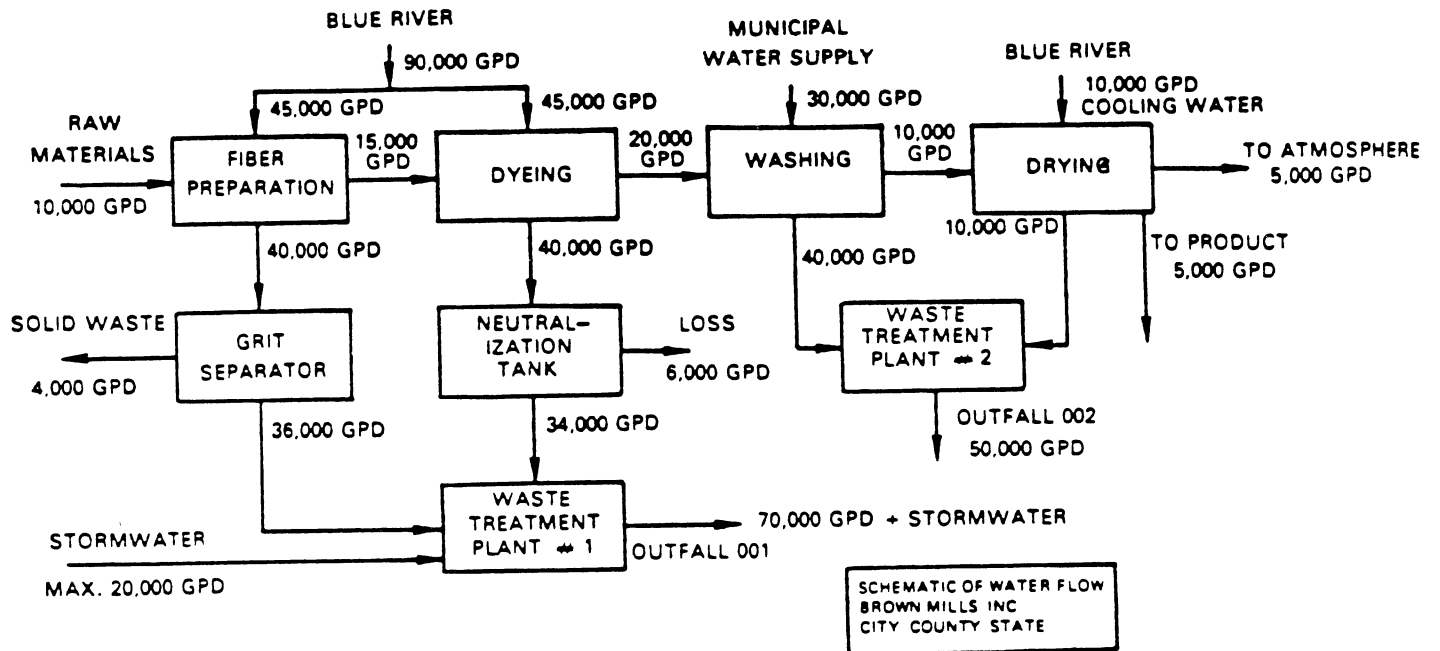 BLUE RIVER
90,000 GPD
MUNICIPAL
WATER SUPPLY
30,000 GPD
BLUE RIVER
10,000 GPD
COOLING WATER
45,000 GPD
45,000 GPD
RAW
MATERIALS
10,000 GPD
FIBER
PREPARATION
15,000
GPD
DYEING
20,000
GPD
WASHING
10,000
GPD
DRYING
TO ATMOSPHERE
5,000 GPD
40,000 GPD
40,000 GPD
40,000 GPD
10,000 GPD
TO PRODUCT
5,000 GPD
SOLID WASTE
4,000 GPD
GRIT
SEPARATOR
NEUTRAL–
IZATION
TANK
LOSS
6,000 GPD
WASTE
TREATMENT
PLANT # 2
36,000 GPD
34,000 GPD
OUTFALL 002
50,000 GPD
STORMWATER
MAX. 20,000 GPD
WASTE
TREATMENT
PLANT # 1
70,000 GPD + STORMWATER
OUTFALL 001
SCHEMATIC OF WATER FLOW
BROWN MILLS INC
CITY COUNTY STATE